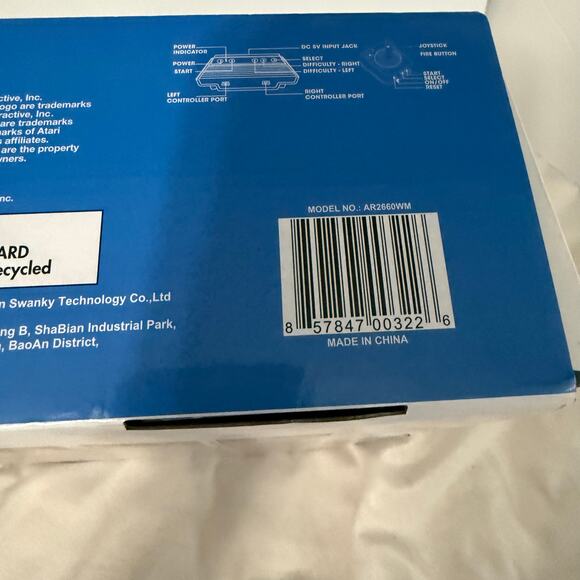 POWER INDICATOR
DC 5V INPUT JACK
JOYSTICK
SELECT
FIRE BUTTON
POWER
DIFFICULTY - RIGHT
START
DIFFICULTY - LEFT
START
SELECT
ON/OFF
RESET
LEFT CONTROLLER PORT
RIGHT CONTROLLER PORT
active, Inc.
ogo are trademarks
ractive, Inc.
are trademarks
marks of Atari
s affiliates.
are the property
wners.
nc.
ARD
ecycled
n Swanky Technology Co.,Ltd
ng B, ShaBian Industrial Park,
, BaoAn District,
MODEL NO.: AR2660WM
8 57847 00322 6
MADE IN CHINA